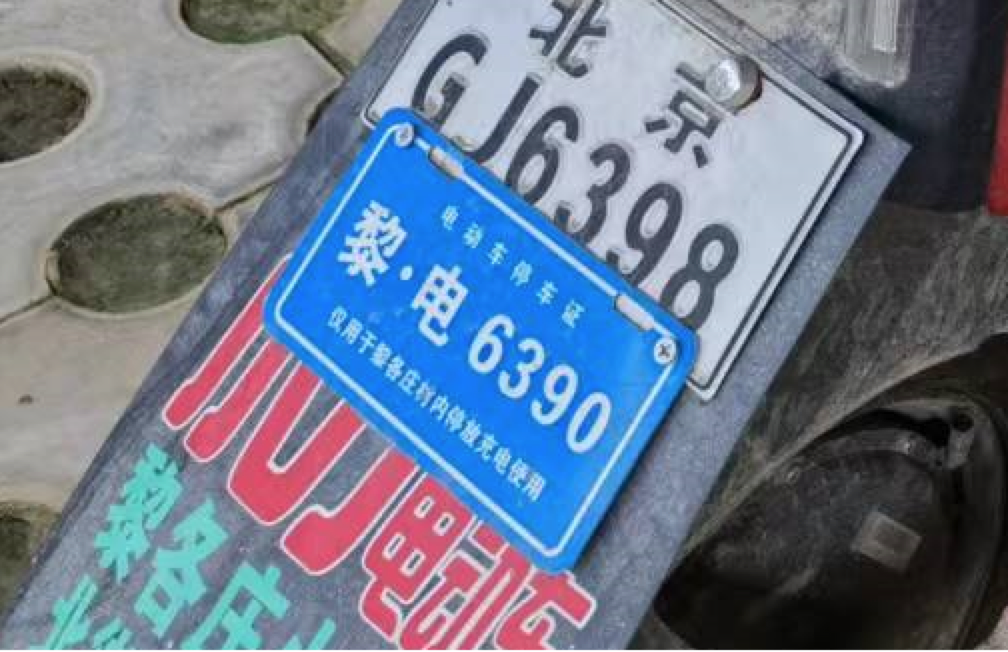 北京
GJ6398
电动车停车证
黎·电 6390
仅用于黎各庄村内停放充电使用
电动车
黎各庄
北